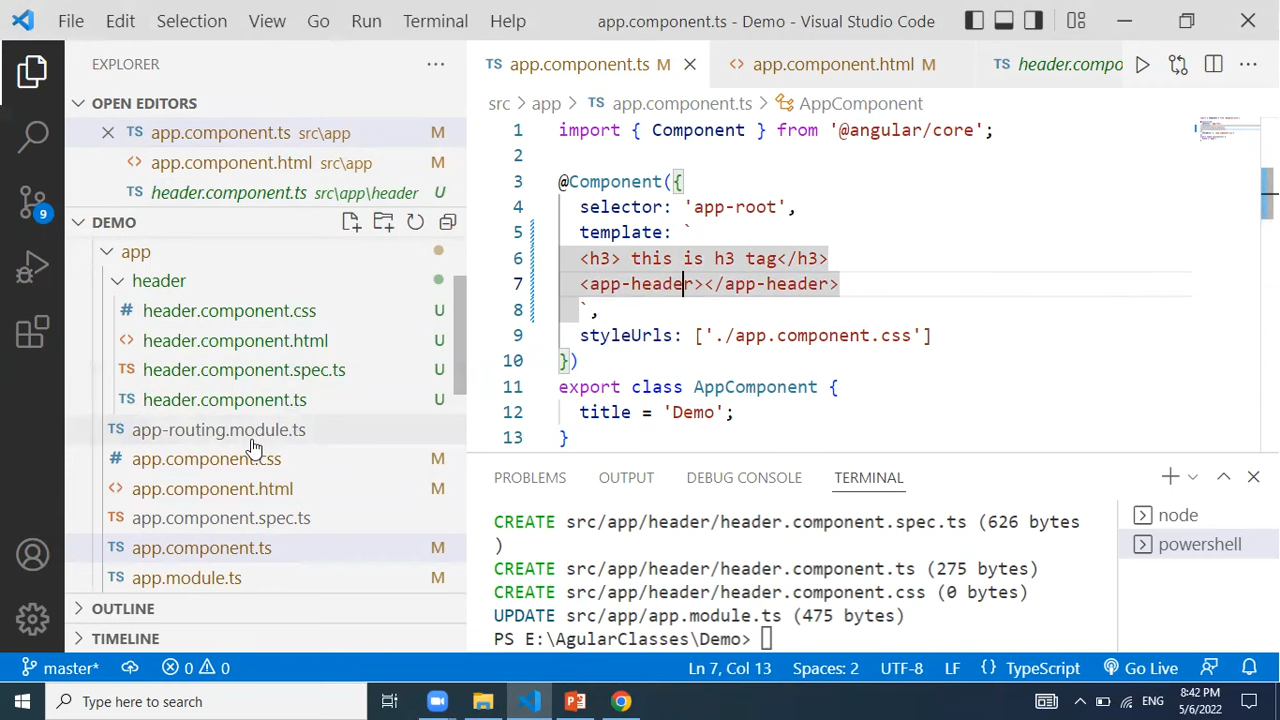 File Edit Selection View Go Run Terminal Help app.component.ts - Demo - Visual Studio Code
EXPLORER
OPEN EDITORS
app.component.ts src\app M
app.component.html src\app M
header.component.ts src\app\header U
DEMO
app
header
header.component.css U
header.component.html U
header.component.spec.ts U
TS header.component.ts U
TS app-routing.module.ts
app.component.css M
app.component.html M
TS app.component.spec.ts
TS app.component.ts M
TS app.module.ts M
OUTLINE
TIMELINE
9
TS app.component.ts M app.component.html M TS header.compo
src app TS app.component.ts AppComponent
1 import { Component } from '@angular/core';
2
3 @Component({
4 selector: 'app-root',
5 template: `
6 <h3> this is h3 tag</h3>
7 <app-header></app-header>
8 `,
9 styleUrls: ['./app.component.css']
10 })
11 export class AppComponent {
12 title = 'Demo';
13 }
PROBLEMS OUTPUT DEBUG CONSOLE TERMINAL
CREATE src/app/header/header.component.spec.ts (626 bytes
)
CREATE src/app/header/header.component.ts (275 bytes)
CREATE src/app/header/header.component.css (0 bytes)
UPDATE src/app/app.module.ts (475 bytes)
PS E:\AgularClasses\Demo>
node
powershell
master* 0 0 Ln 7, Col 13 Spaces: 2 UTF-8 LF {} TypeScript Go Live
Type here to search ENG 8:42 PM
5/6/2022